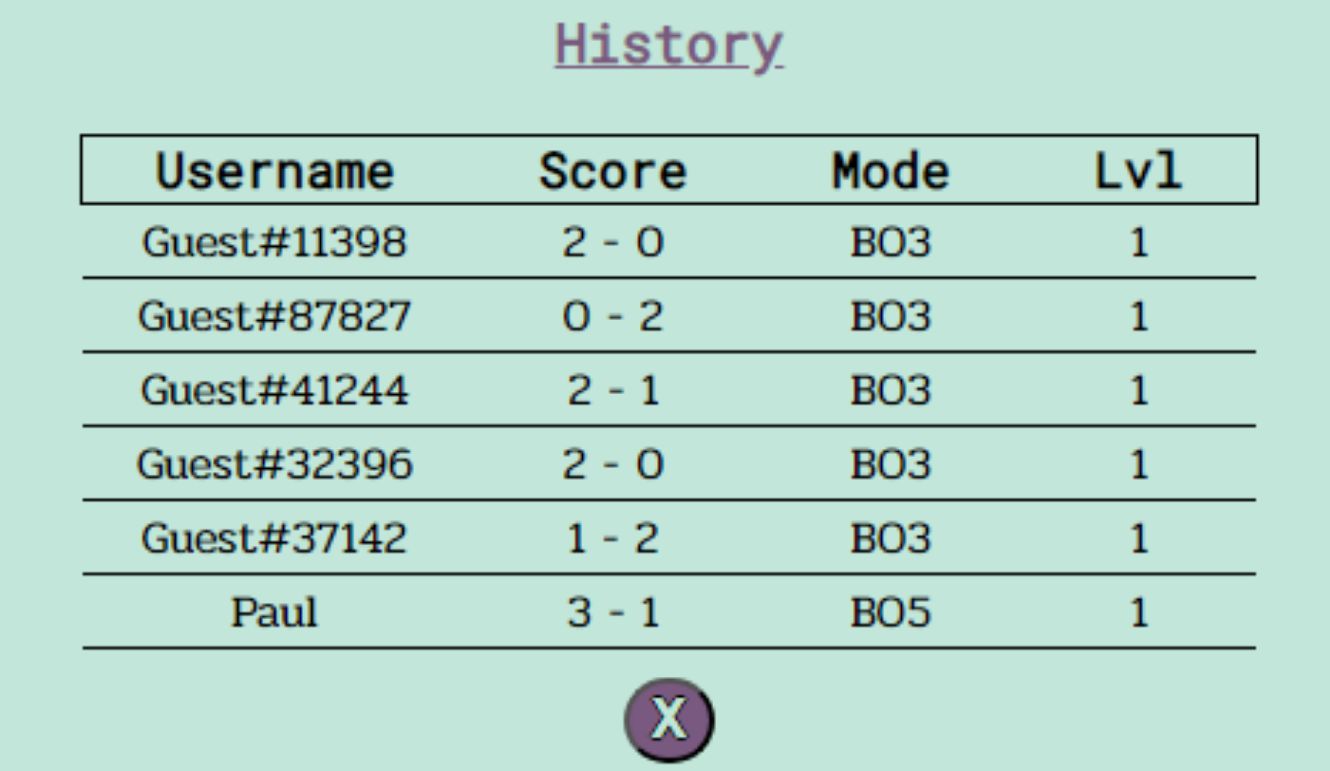 History
Username Score Mode Lvl
Guest#11398 2 - 0 BO3 1
Guest#87827 0 - 2 BO3 1
Guest#41244 2 - 1 BO3 1
Guest#32396 2 - 0 BO3 1
Guest#37142 1 - 2 BO3 1
Paul 3 - 1 BO5 1
X